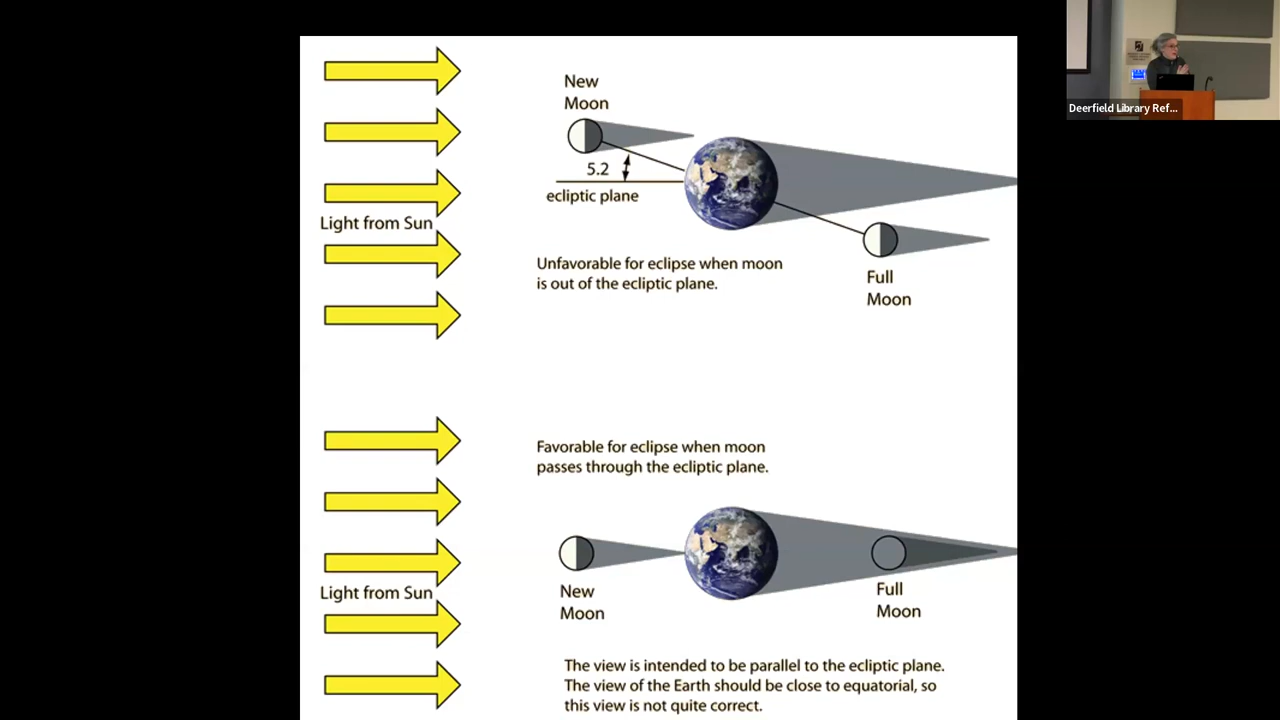 New
Moon
5.2
ecliptic plane
Light from Sun
Unfavorable for eclipse when moon
is out of the ecliptic plane.
Full
Moon
Favorable for eclipse when moon
passes through the ecliptic plane.
Light from Sun
New
Moon
Full
Moon
The view is intended to be parallel to the ecliptic plane.
The view of the Earth should be close to equatorial, so
this view is not quite correct.
Deerfield Library Ref...